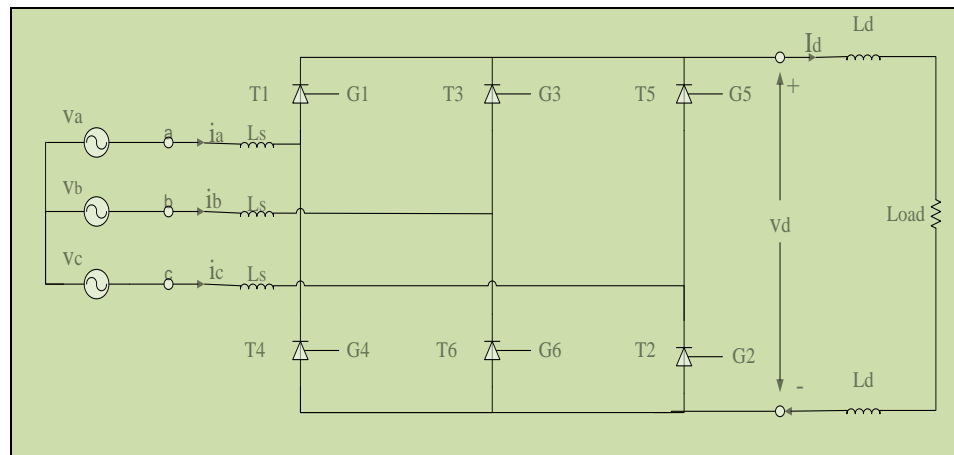 Ld
Id
T1 G1 T3 G3 T5 G5
+
va
a ia Ls
vb
b ib Ls
vd
Load
vc
c ic Ls
T4 G4 T6 G6 T2 G2
-
Ld